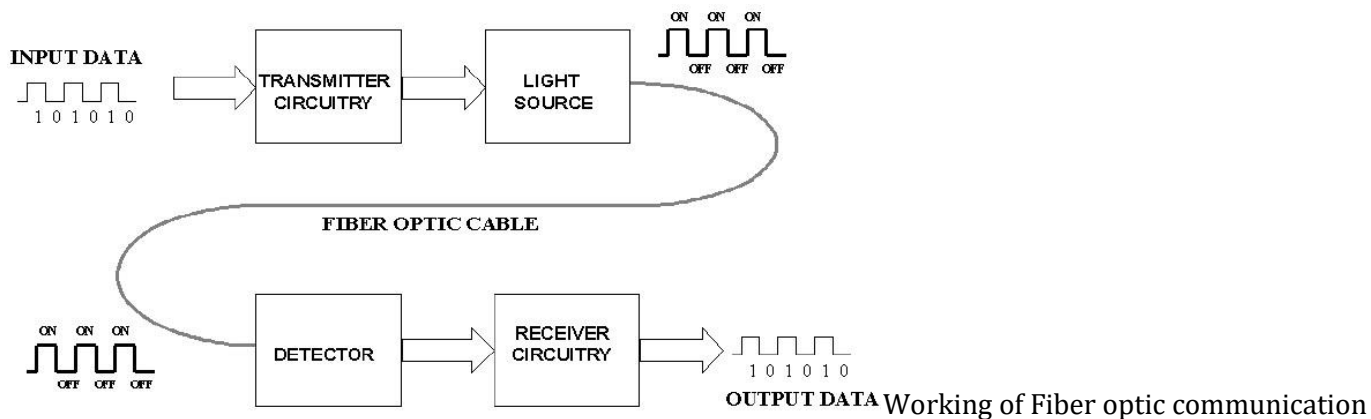 ON ON ON
OFF OFF OFF
INPUT DATA
1 0 1 0 1 0
TRANSMITTER
CIRCUITRY
LIGHT
SOURCE
FIBER OPTIC CABLE
ON ON ON
OFF OFF OFF
DETECTOR
RECEIVER
CIRCUITRY
1 0 1 0 1 0
OUTPUT DATA Working of Fiber optic communication